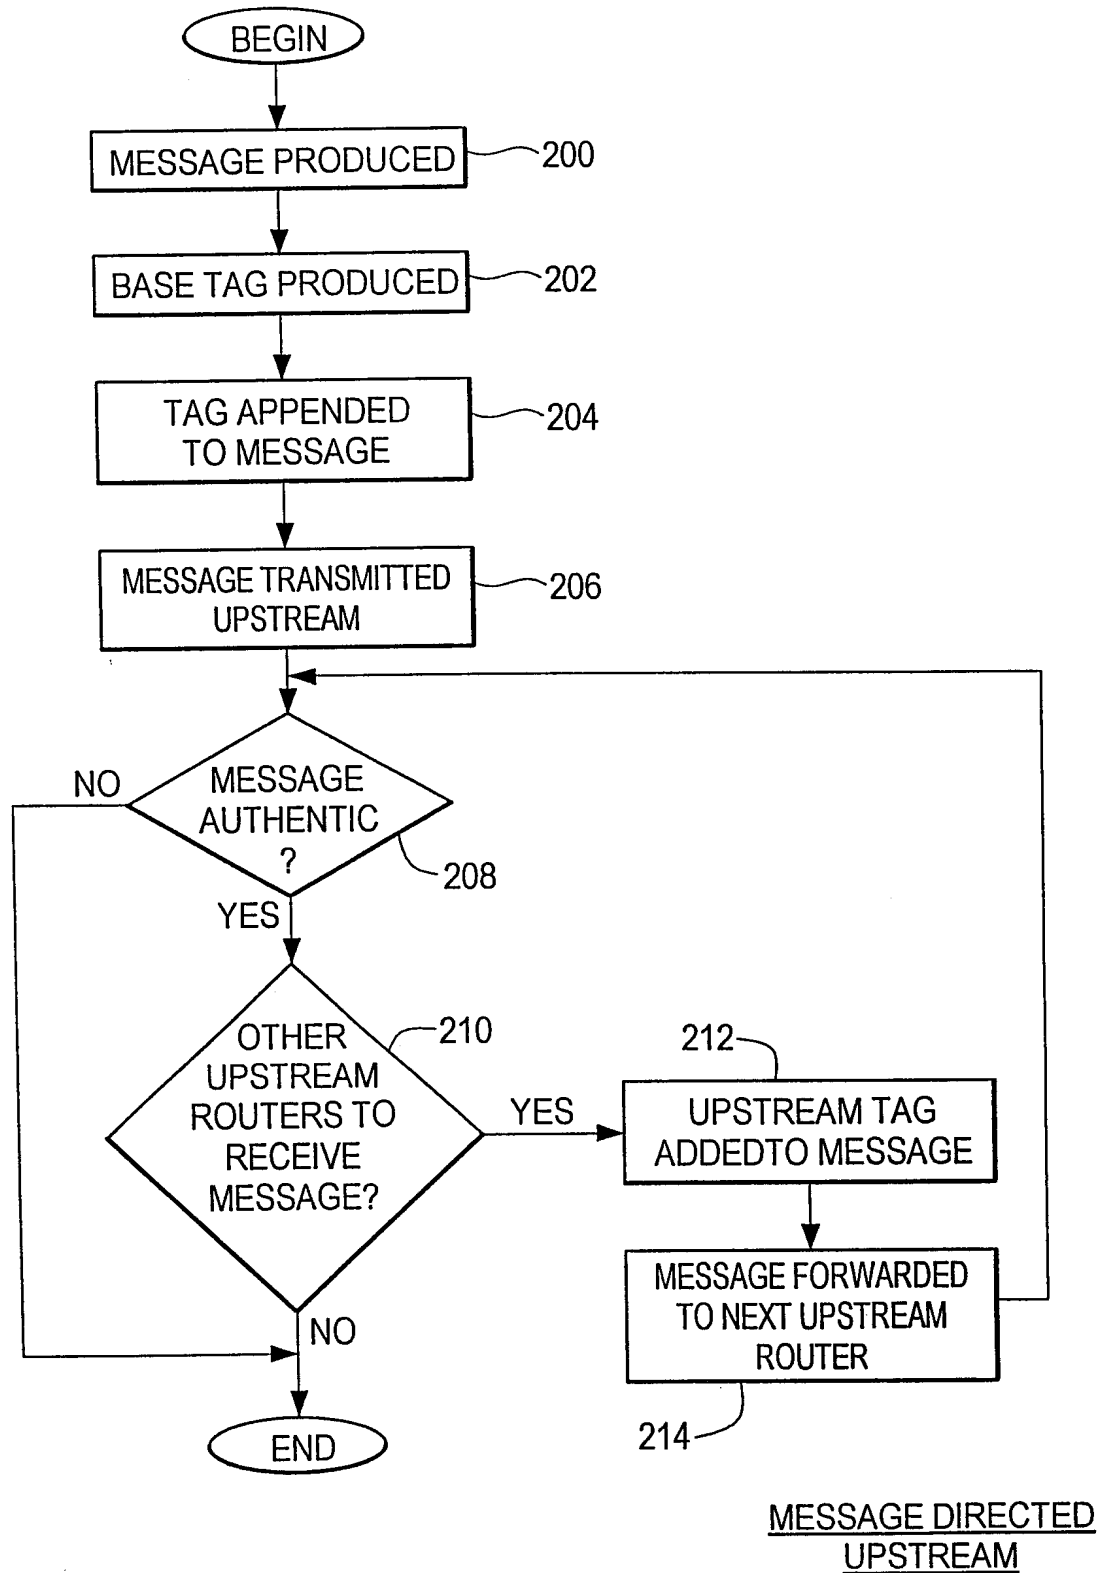 BEGIN
MESSAGE PRODUCED
200
BASE TAG PRODUCED
202
TAG APPENDED
TO MESSAGE
204
MESSAGE TRANSMITTED
UPSTREAM
206
NO
MESSAGE
AUTHENTIC
?
208
YES
OTHER
UPSTREAM
ROUTERS TO
RECEIVE
MESSAGE?
210
YES
212
UPSTREAM TAG
ADDEDTO MESSAGE
MESSAGE FORWARDED
TO NEXT UPSTREAM
ROUTER
214
NO
END
MESSAGE DIRECTED
UPSTREAM